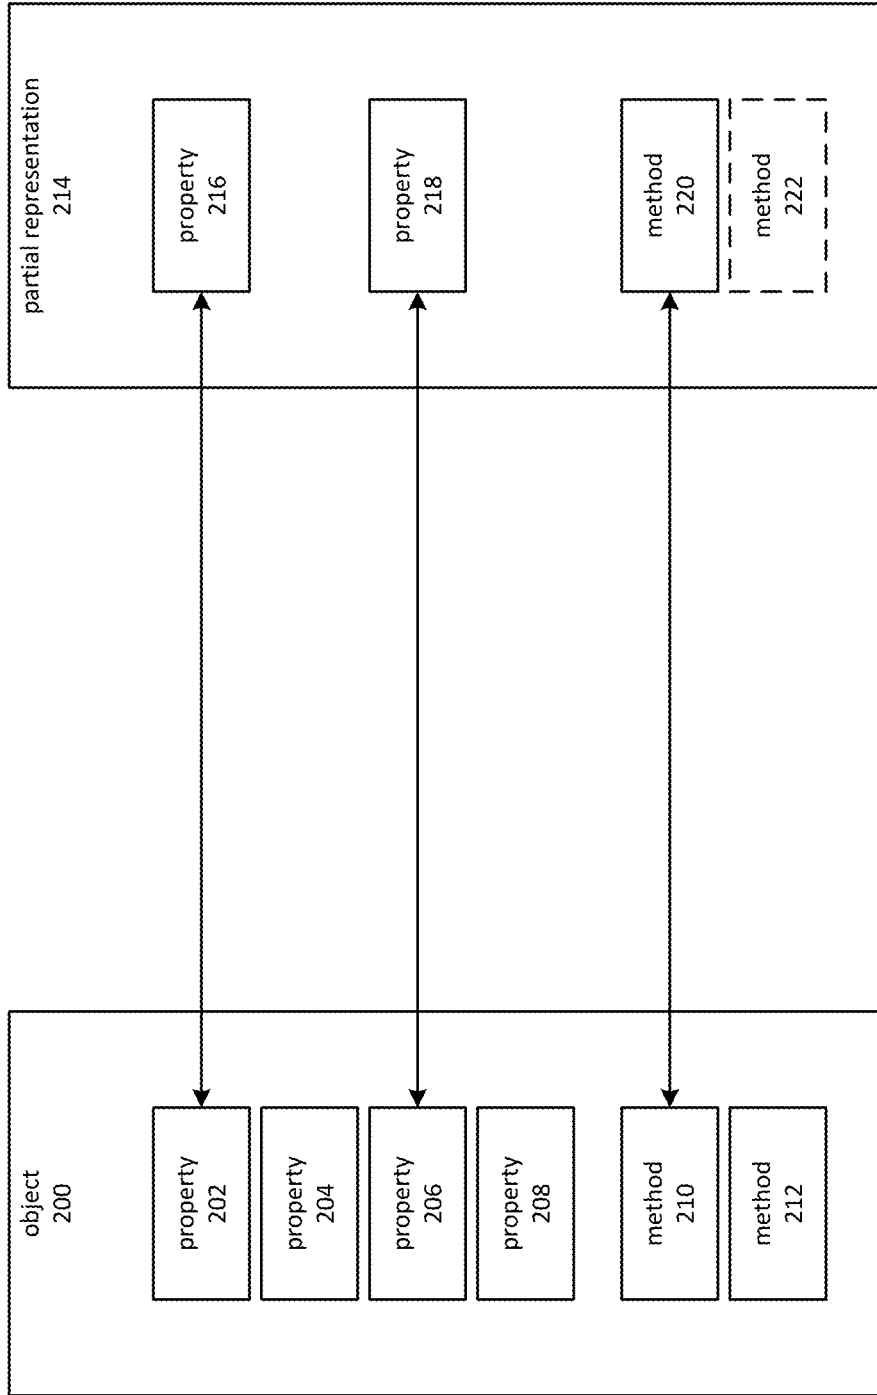 object
200
property
202
property
204
property
206
property
208
method
210
method
212
partial representation
214
property
216
property
218
method
220
method
222